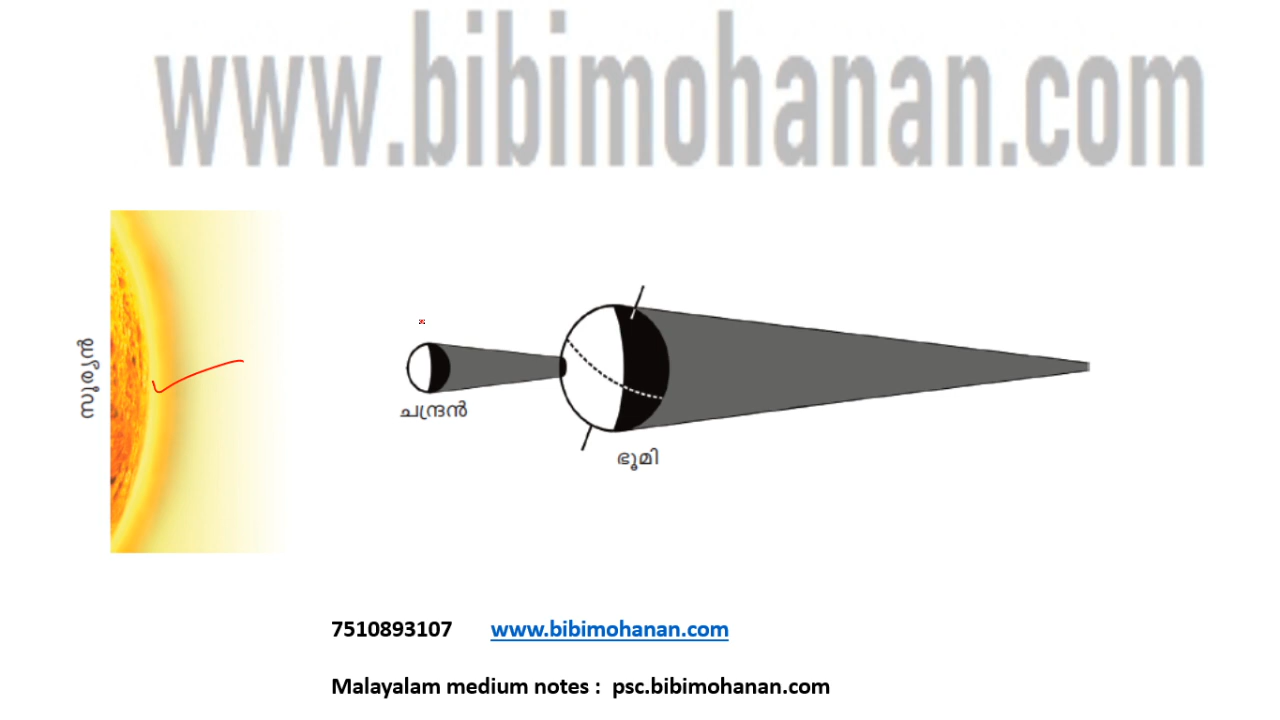 www.bibimohanan.com
സൂര്യൻ
ചന്ദ്രൻ
ഭൂമി
7510893107 www.bibimohanan.com
Malayalam medium notes : psc.bibimohanan.com